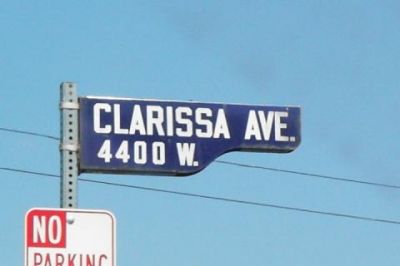 CLARISSA AVE.
4400 W.
NO
PARKING